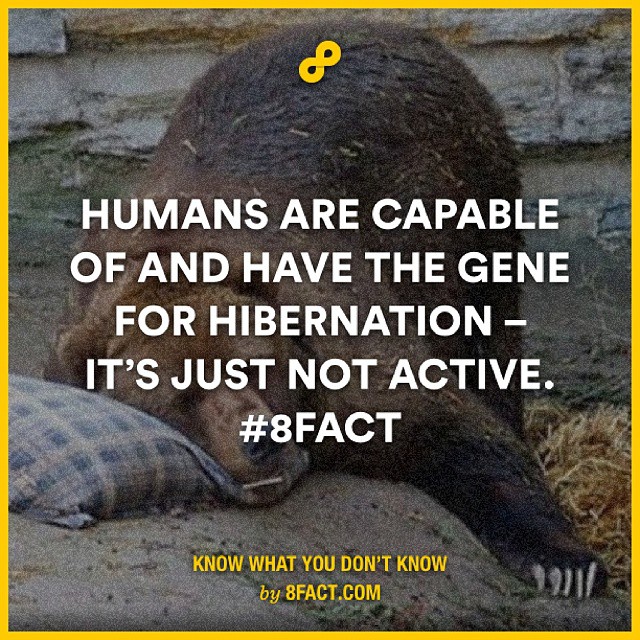 HUMANS ARE CAPABLE
OF AND HAVE THE GENE
FOR HIBERNATION –
IT'S JUST NOT ACTIVE.
#8FACT
KNOW WHAT YOU DON'T KNOW
by 8FACT.COM